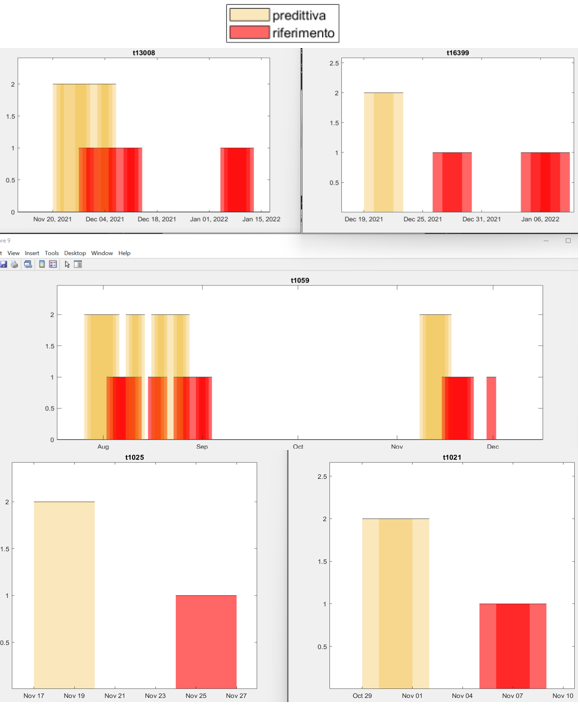 predittiva
riferimento
t13008
2
1.5
1
0.5
0
Nov 20, 2021
Dec 04, 2021
Dec 18, 2021
Jan 01, 2022
Jan 15, 2022
t16399
2.5
2
1.5
1
0.5
Dec 19, 2021
Dec 25, 2021
Dec 31, 2021
Jan 06, 2022
View Insert Tools Desktop Window Help
t1059
2
1.5
1
0.5
0
Aug
Sep
Oct
Nov
Dec
t1025
2
1.5
1
0.5
Nov 17
Nov 19
Nov 21
Nov 23
Nov 25
Nov 27
t1021
2.5
2
1.5
1
0.5
Oct 29
Nov 01
Nov 04
Nov 07
Nov 10